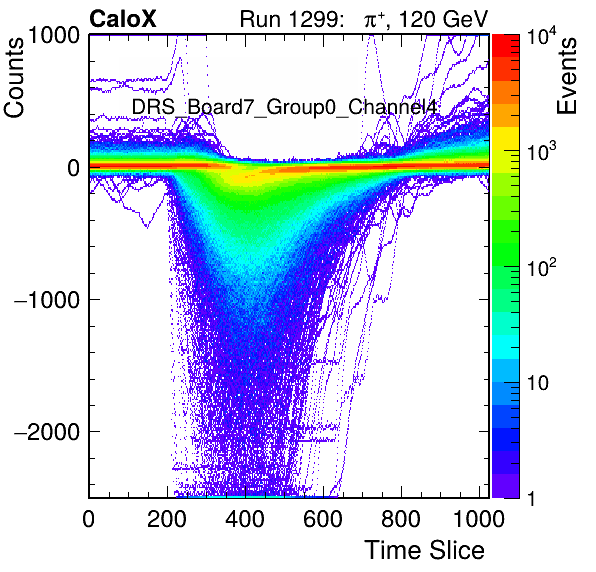 CaloX Run 1299: π⁺, 120 GeV
Counts
Events
DRS_Board7_Group0_Channel4
1000
0
−1000
−2000
0 200 400 600 800 1000
Time Slice
10⁴
10³
10²
10
1